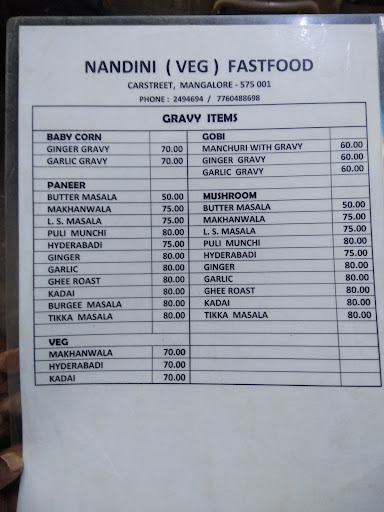 NANDINI ( VEG ) FASTFOOD
CARSTREET, MANGALORE - 575 001
PHONE : 2494694 / 7760488698
GRAVY ITEMS
BABY CORN
GINGER GRAVY 70.00
GARLIC GRAVY 70.00
PANEER
BUTTER MASALA 50.00
MAKHANWALA 75.00
L. S. MASALA 75.00
PULI MUNCHI 80.00
HYDERABADI 75.00
GINGER 80.00
GARLIC 80.00
GHEE ROAST 80.00
KADAI 80.00
BURGEE MASALA 80.00
TIKKA MASALA 80.00
VEG
MAKHANWALA 70.00
HYDERABADI 70.00
KADAI 70.00
GOBI
MANCHURI WITH GRAVY 60.00
GINGER GRAVY 60.00
GARLIC GRAVY 60.00
MUSHROOM
BUTTER MASALA 50.00
MAKHANWALA 75.00
L. S. MASALA 75.00
PULI MUNCHI 80.00
HYDERABADI 75.00
GINGER 80.00
GARLIC 80.00
GHEE ROAST 80.00
KADAI 80.00
TIKKA MASALA 80.00